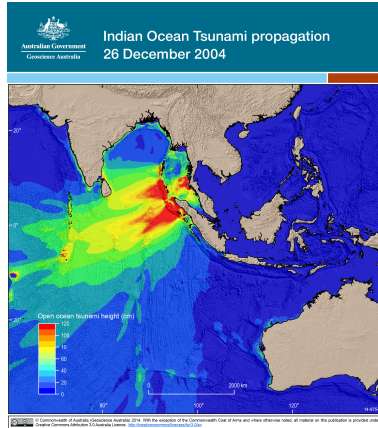 Australian Government
Geoscience Australia
Indian Ocean Tsunami propagation
26 December 2004
20°
0°
20°
Open ocean tsunami height (cm)
120
100
80
60
40
20
0
0
2000 km
80°
100°
120°
© Commonwealth of Australia (Geoscience Australia) 2014. With the exception of the Commonwealth Coat of Arms and where otherwise noted, all material on this publication is provided under
Creative Commons Attribution 3.0 Australia Licence.